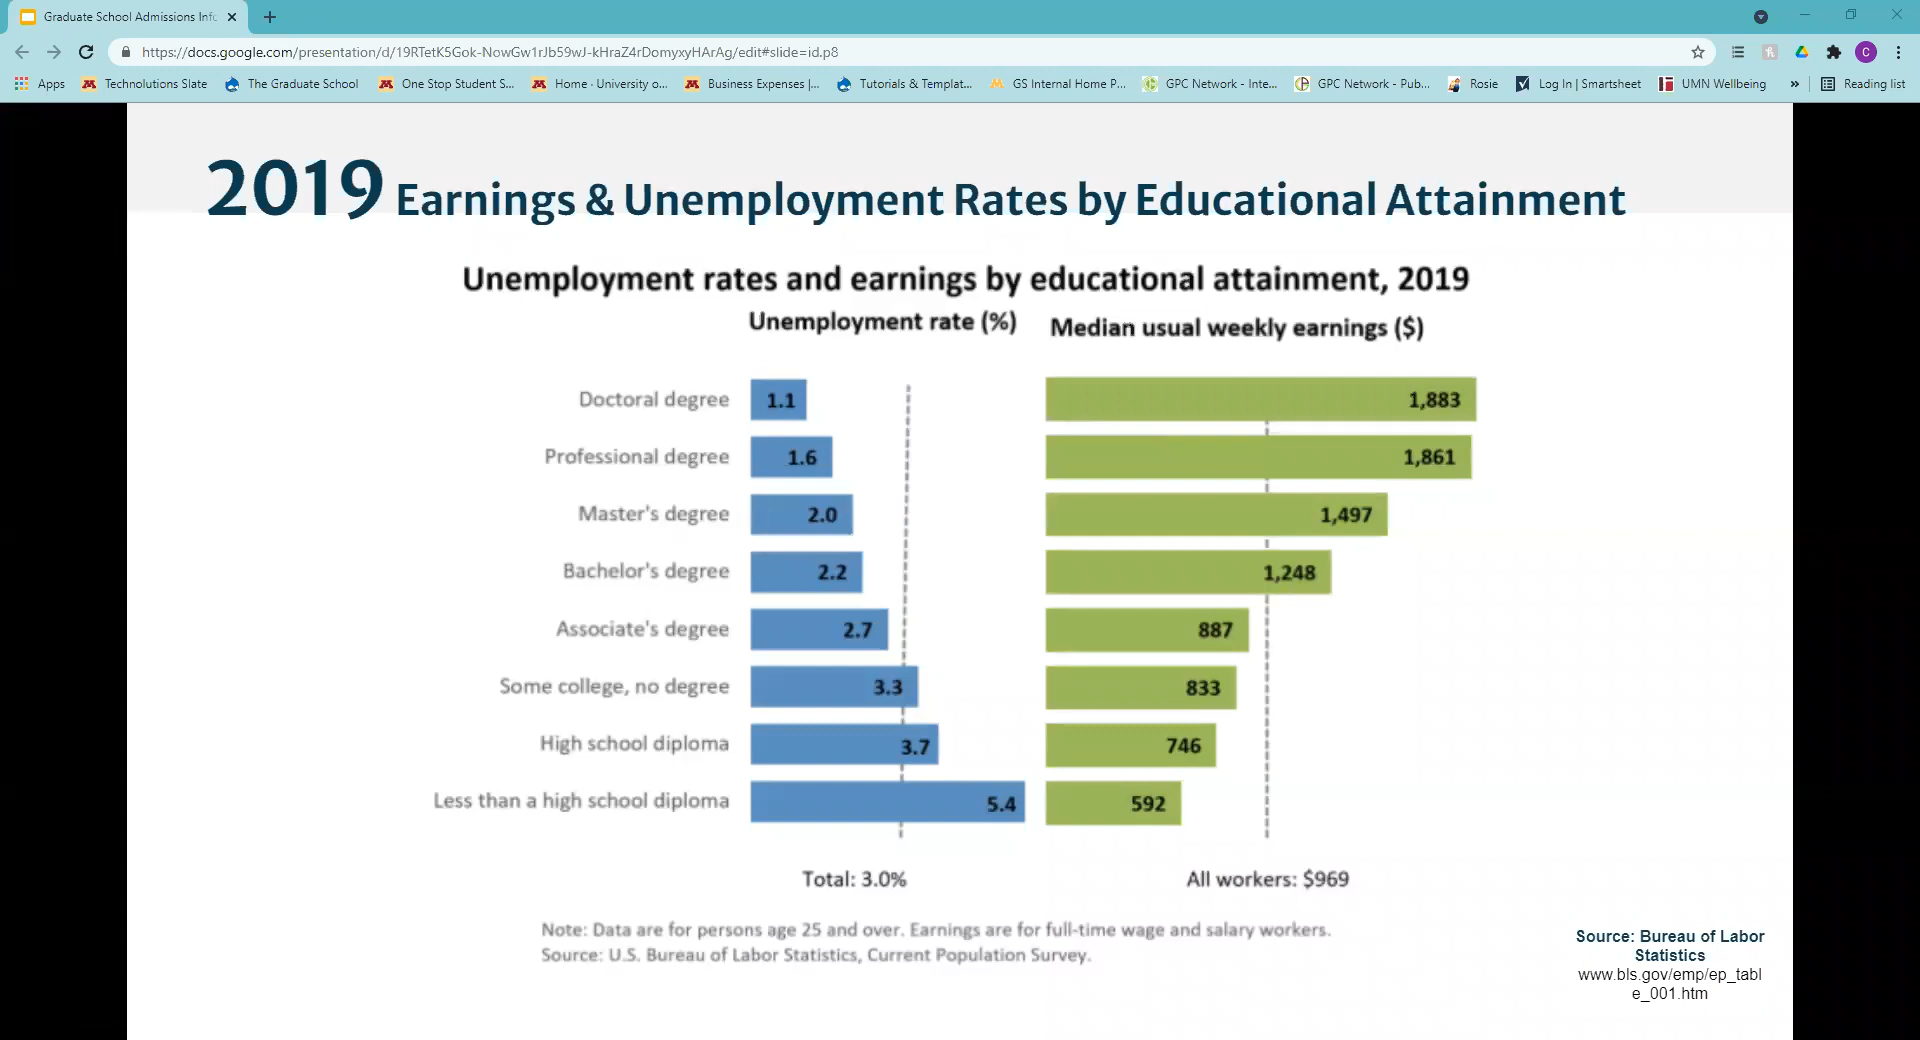 Graduate School Admissions Info
https://docs.google.com/presentation/d/19RTetK5Gok-NowGw1rJb59wJ-kHraZ4rDomyxyHArAg/edit#slide=id.p8
C
Apps Technolutions Slate The Graduate School One Stop Student S... Home - University o... Business Expenses |... Tutorials & Templat... GS Internal Home P... GPC Network - Inte... GPC Network - Pub... Rosie Log In | Smartsheet UMN Wellbeing » Reading list
2019 Earnings & Unemployment Rates by Educational Attainment
Unemployment rates and earnings by educational attainment, 2019
Unemployment rate (%) Median usual weekly earnings ($)
Doctoral degree 1.1 1,883
Professional degree 1.6 1,861
Master's degree 2.0 1,497
Bachelor's degree 2.2 1,248
Associate's degree 2.7 887
Some college, no degree 3.3 833
High school diploma 3.7 746
Less than a high school diploma 5.4 592
Total: 3.0% All workers: $969
Note: Data are for persons age 25 and over. Earnings are for full-time wage and salary workers.
Source: U.S. Bureau of Labor Statistics, Current Population Survey.
Source: Bureau of Labor
Statistics
www.bls.gov/emp/ep_tabl
e_001.htm